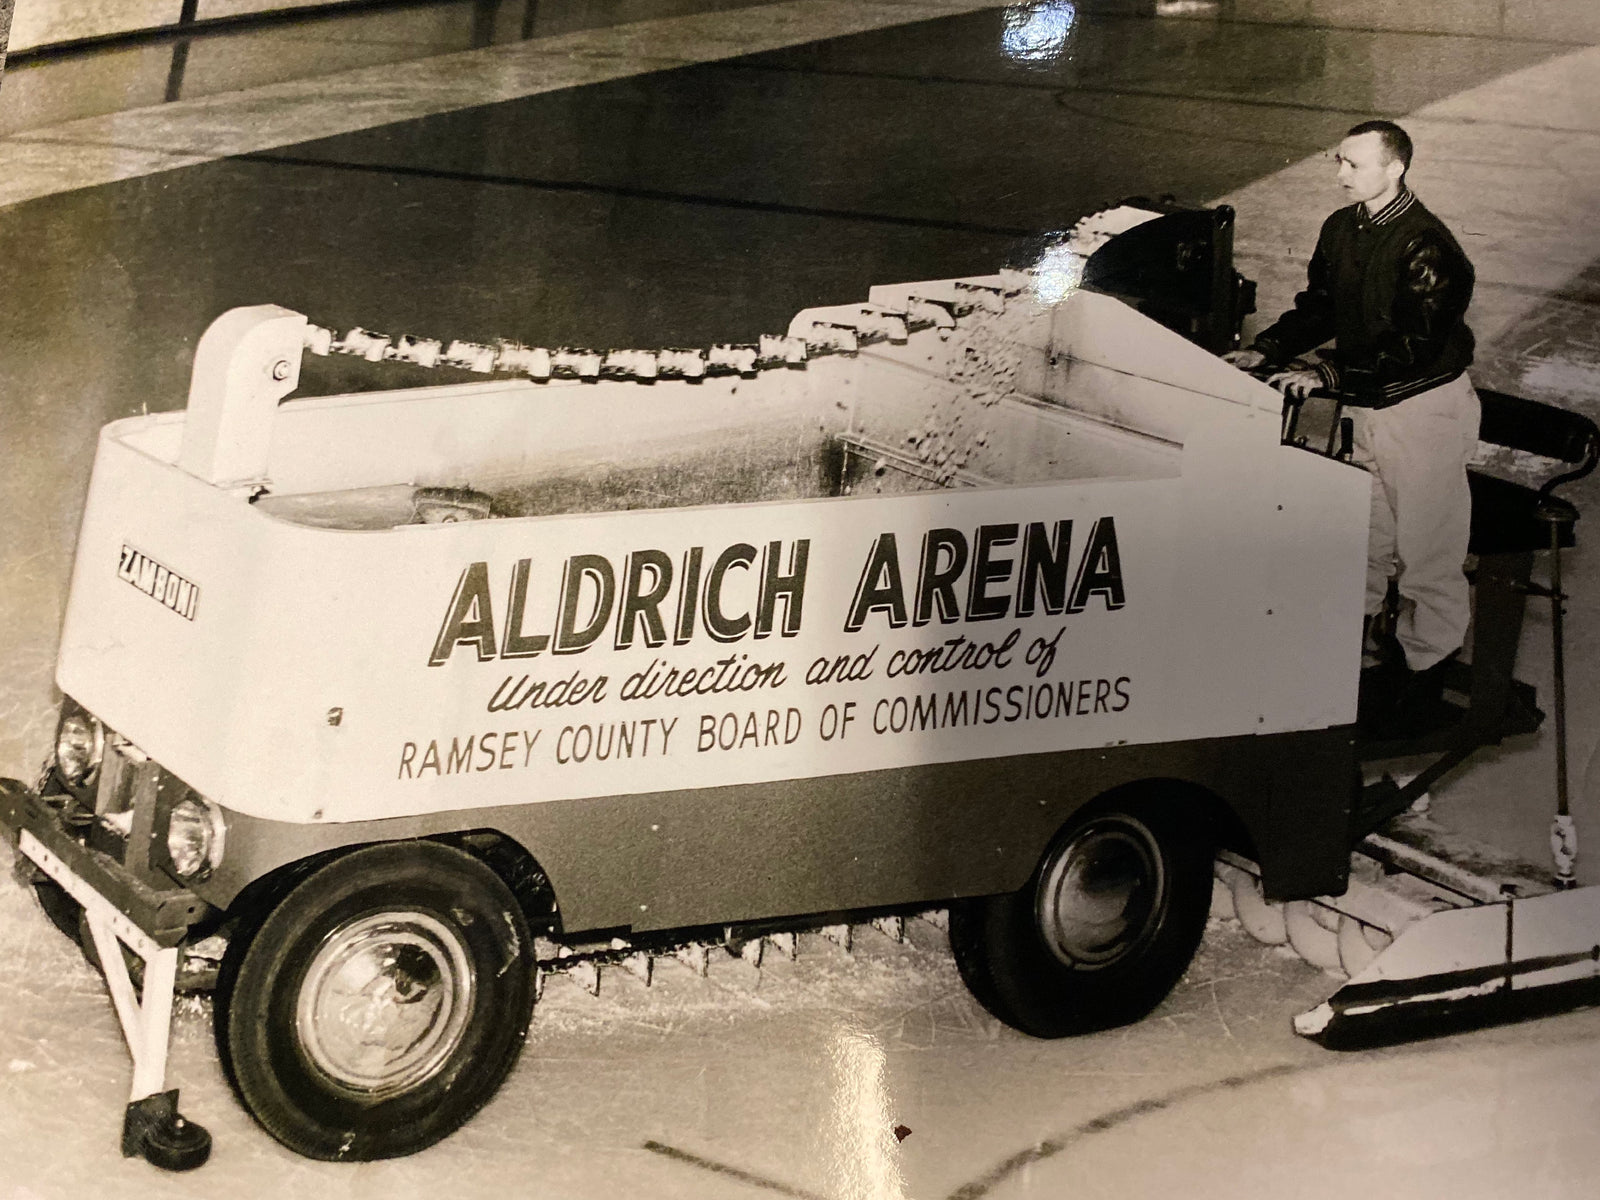 ZAMBONI
ALDRICH ARENA
Under direction and control of
RAMSEY COUNTY BOARD OF COMMISSIONERS